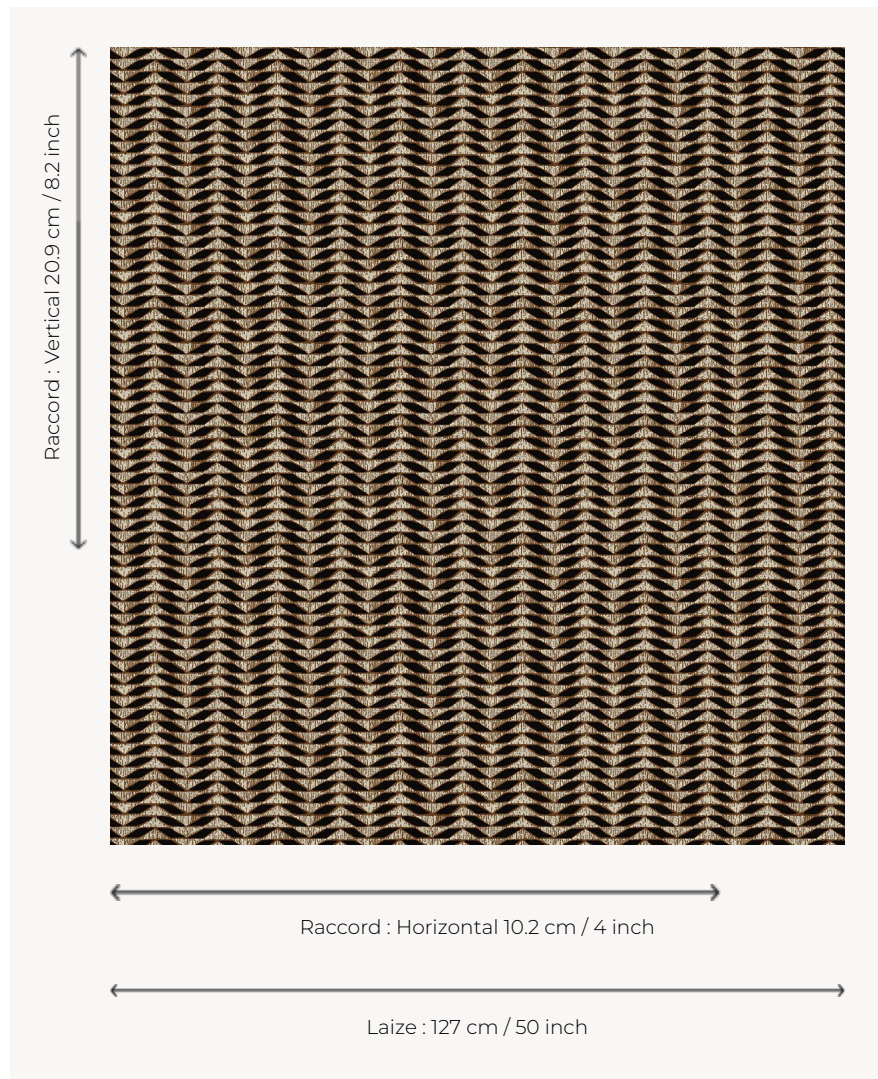 Raccord : Vertical 20.9 cm / 8.2 inch
Raccord : Horizontal 10.2 cm / 4 inch
Laize : 127 cm / 50 inch